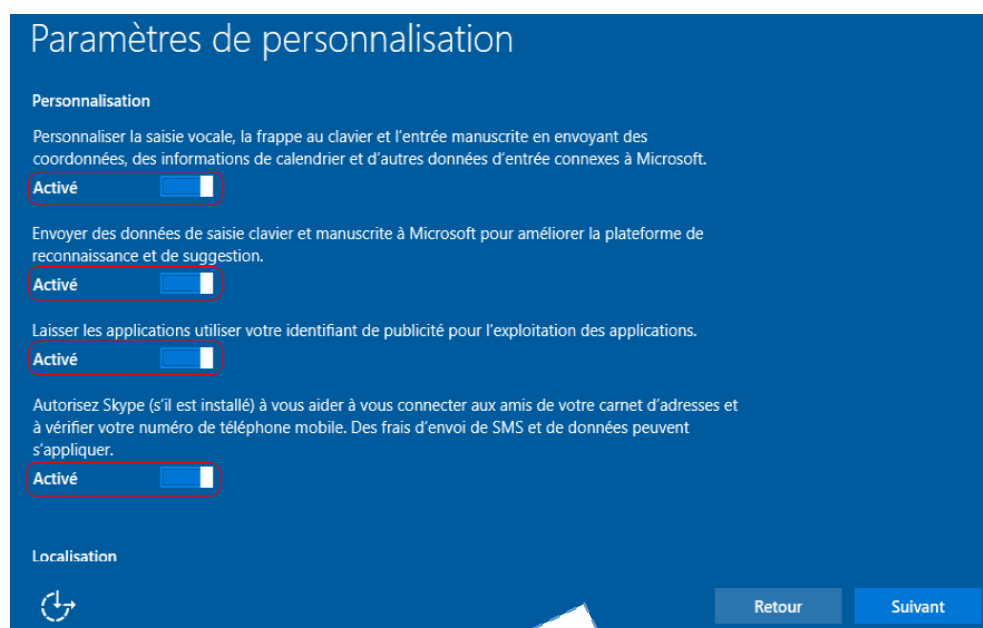 Paramètres de personnalisation
Personnalisation
Personnaliser la saisie vocale, la frappe au clavier et l'entrée manuscrite en envoyant des
coordonnées, des informations de calendrier et d'autres données d'entrée connexes à Microsoft.
Activé
Envoyer des données de saisie clavier et manuscrite à Microsoft pour améliorer la plateforme de
reconnaissance et de suggestion.
Activé
Laisser les applications utiliser votre identifiant de publicité pour l'exploitation des applications.
Activé
Autorisez Skype (s'il est installé) à vous aider à vous connecter aux amis de votre carnet d'adresses et
à vérifier votre numéro de téléphone mobile. Des frais d'envoi de SMS et de données peuvent
s'appliquer.
Activé
Localisation
Retour
Suivant